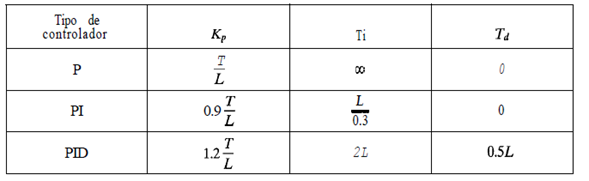 Tipo de
controlador
Kp Ti Td
P T/L ∞ 0
PI 0.9 T/L L/0.3 0
PID 1.2 T/L 2L 0.5L